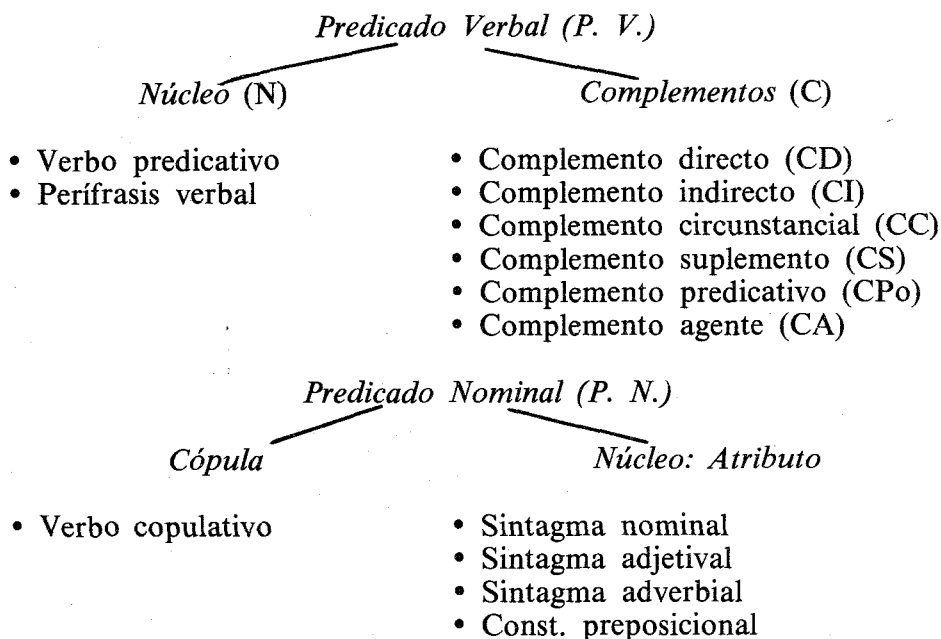 Predicado Verbal (P. V.)
Núcleo (N) Complementos (C)
• Verbo predicativo • Complemento directo (CD)
• Perífrasis verbal • Complemento indirecto (CI)
• Complemento circunstancial (CC)
• Complemento suplemento (CS)
• Complemento predicativo (CPo)
• Complemento agente (CA)
Predicado Nominal (P. N.)
Cópula Núcleo: Atributo
• Verbo copulativo • Sintagma nominal
• Sintagma adjetival
• Sintagma adverbial
• Const. preposicional